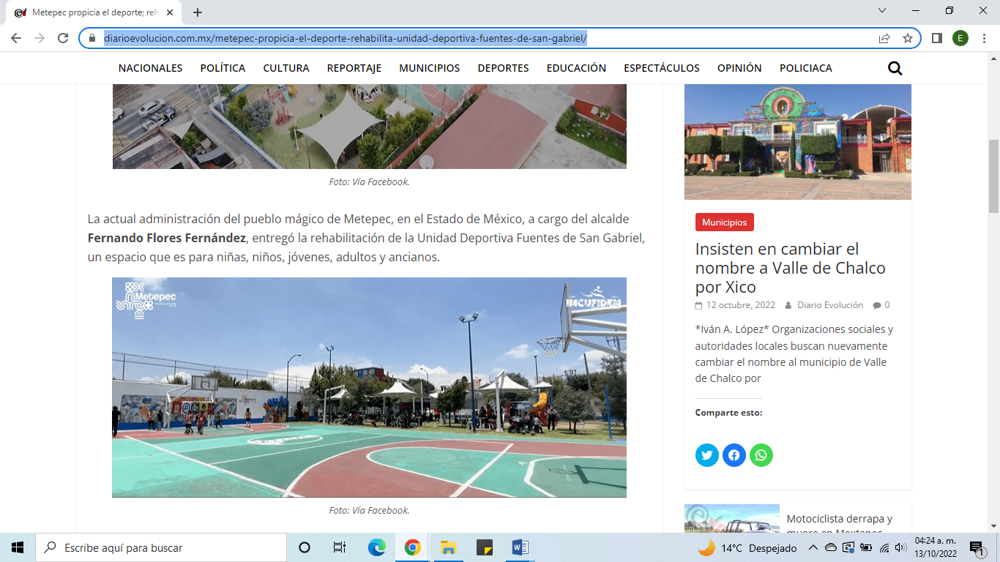 Metepec propicia el deporte; reh
diarioevolucion.com.mx/metepec-propicia-el-deporte-rehabilita-unidad-deportiva-fuentes-de-san-gabriel/
E
NACIONALES POLÍTICA CULTURA REPORTAJE MUNICIPIOS DEPORTES EDUCACIÓN ESPECTÁCULOS OPINIÓN POLICIACA
Foto: Vía Facebook.
La actual administración del pueblo mágico de Metepec, en el Estado de México, a cargo del alcalde
Fernando Flores Fernández, entregó la rehabilitación de la Unidad Deportiva Fuentes de San Gabriel,
un espacio que es para niñas, niños, jóvenes, adultos y ancianos.
Metepec
IMCUFIDEM
Foto: Vía Facebook.
Municipios
Insisten en cambiar el
nombre a Valle de Chalco
por Xico
12 octubre, 2022 Diario Evolución 0
*Iván A. López* Organizaciones sociales y
autoridades locales buscan nuevamente
cambiar el nombre al municipio de Valle
de Chalco por
Comparte esto:
Motociclista derrapa y
muere en Mextepec
Escribe aquí para buscar
14°C Despejado
04:24 a. m.
13/10/2022
1